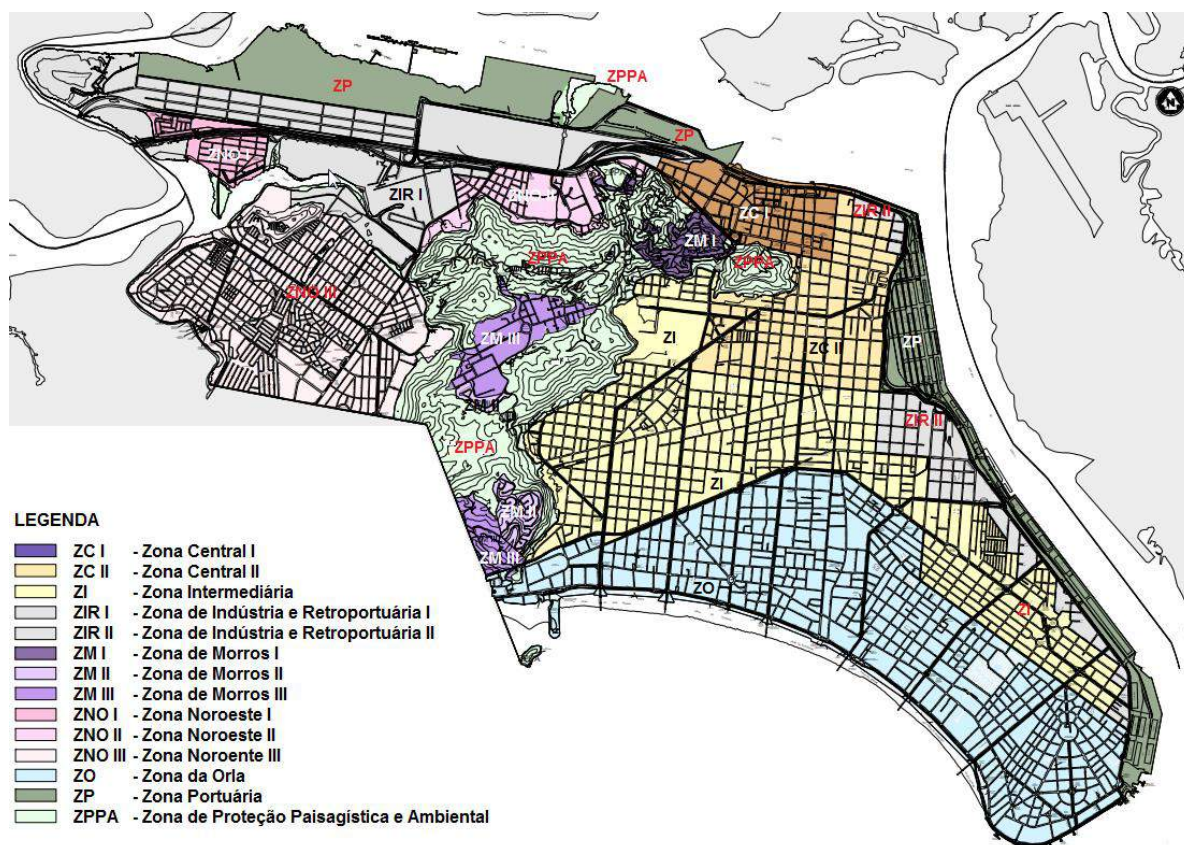 ZP
ZPPA
ZP
N
ZNO I
ZIR I
ZNO II
ZC I
ZIR II
ZM I
ZPPA
ZPPA
ZNO III
ZM III
ZI
ZC II
ZP
ZM II
ZIR II
ZPPA
ZI
ZM II
ZM III
ZO
ZI
LEGENDA
ZC I - Zona Central I
ZC II - Zona Central II
ZI - Zona Intermediária
ZIR I - Zona de Indústria e Retroportuária I
ZIR II - Zona de Indústria e Retroportuária II
ZM I - Zona de Morros I
ZM II - Zona de Morros II
ZM III - Zona de Morros III
ZNO I - Zona Noroeste I
ZNO II - Zona Noroeste II
ZNO III - Zona Noroente III
ZO - Zona da Orla
ZP - Zona Portuária
ZPPA - Zona de Proteção Paisagística e Ambiental